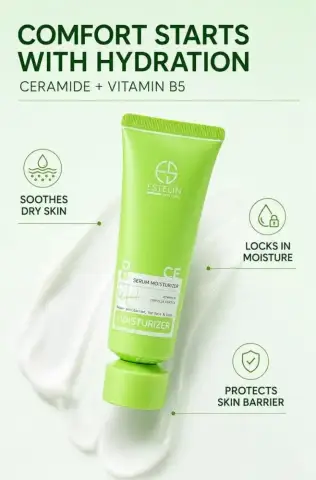 COMFORT STARTS
WITH HYDRATION
CERAMIDE + VITAMIN B5
SOOTHES
DRY SKIN
ESTELIN
CE
SERUM MOISTURIZER
LOCKS IN
MOISTURE
MOISTURIZER
PROTECTS
SKIN BARRIER